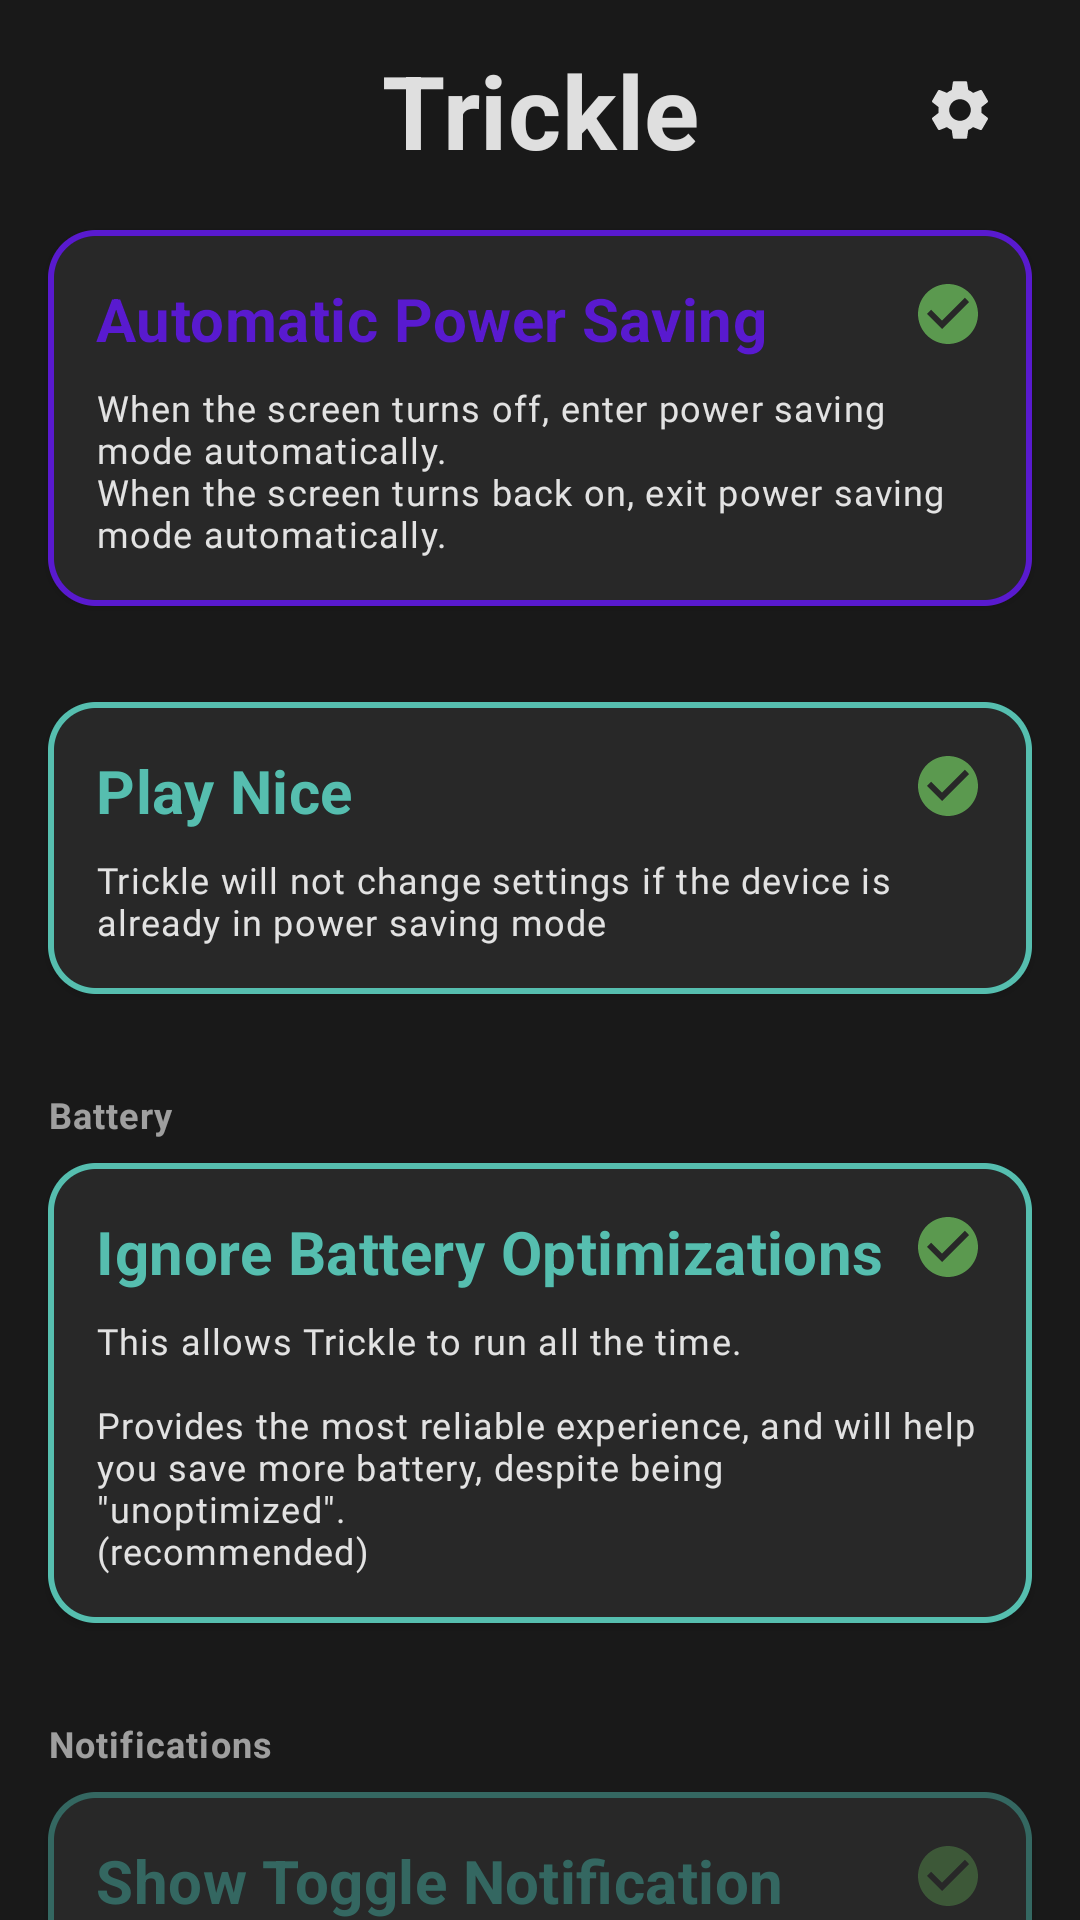 Trickle
Automatic Power Saving
When the screen turns off, enter power saving
mode automatically.
When the screen turns back on, exit power saving
mode automatically.
Play Nice
Trickle will not change settings if the device is
already in power saving mode
Battery
Ignore Battery Optimizations
This allows Trickle to run all the time.
Provides the most reliable experience, and will help
you save more battery, despite being
"unoptimized".
(recommended)
Notifications
Show Toggle Notification